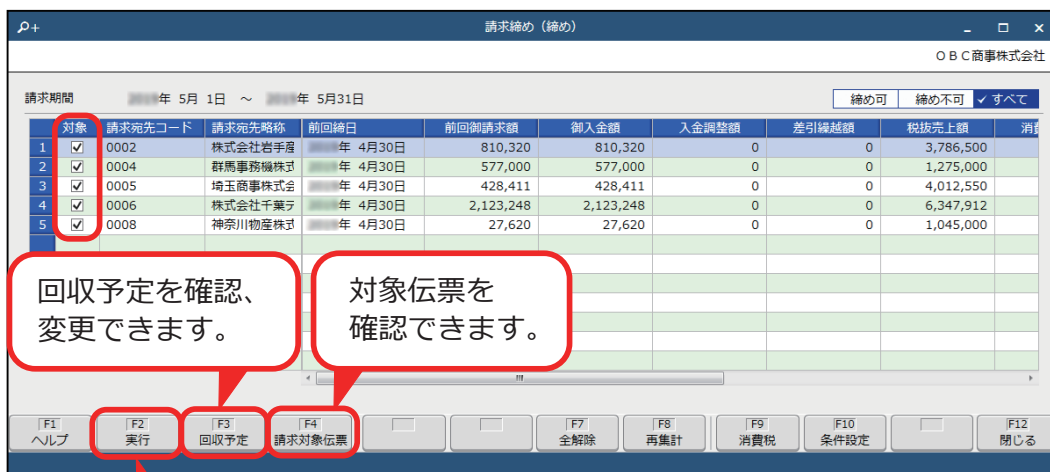 請求締め（締め）
ＯＢＣ商事株式会社
請求期間 年 5月 1日 ～ 年 5月31日 締め可 締め不可 すべて
対象 請求宛先コード 請求宛先略称 前回締日 前回御請求額 御入金額 入金調整額 差引繰越額 税抜売上額 消費
1 0002 株式会社岩手産 年 4月30日 810,320 810,320 0 0 3,786,500
2 0004 群馬事務機株式 年 4月30日 577,000 577,000 0 0 1,275,000
3 0005 埼玉商事株式会 年 4月30日 428,411 428,411 0 0 4,012,550
4 0006 株式会社千葉テ 年 4月30日 2,123,248 2,123,248 0 0 6,347,912
5 0008 神奈川物産株式 年 4月30日 27,620 27,620 0 0 1,045,000
回収予定を確認、
変更できます。
対象伝票を
確認できます。
F1 F2 F3 F4 F7 F8 F9 F10 F12
ヘルプ 実行 回収予定 請求対象伝票 全解除 再集計 消費税 条件設定 閉じる